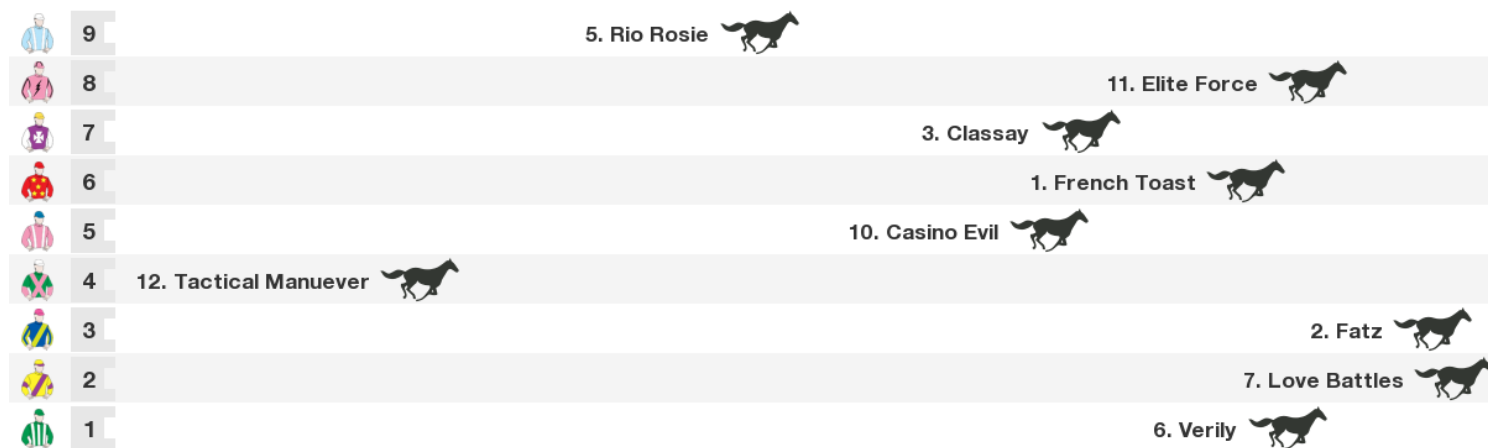 9 5. Rio Rosie
8 11. Elite Force
7 3. Classay
6 1. French Toast
5 10. Casino Evil
4 12. Tactical Manuever
3 2. Fatz
2 7. Love Battles
1 6. Verily